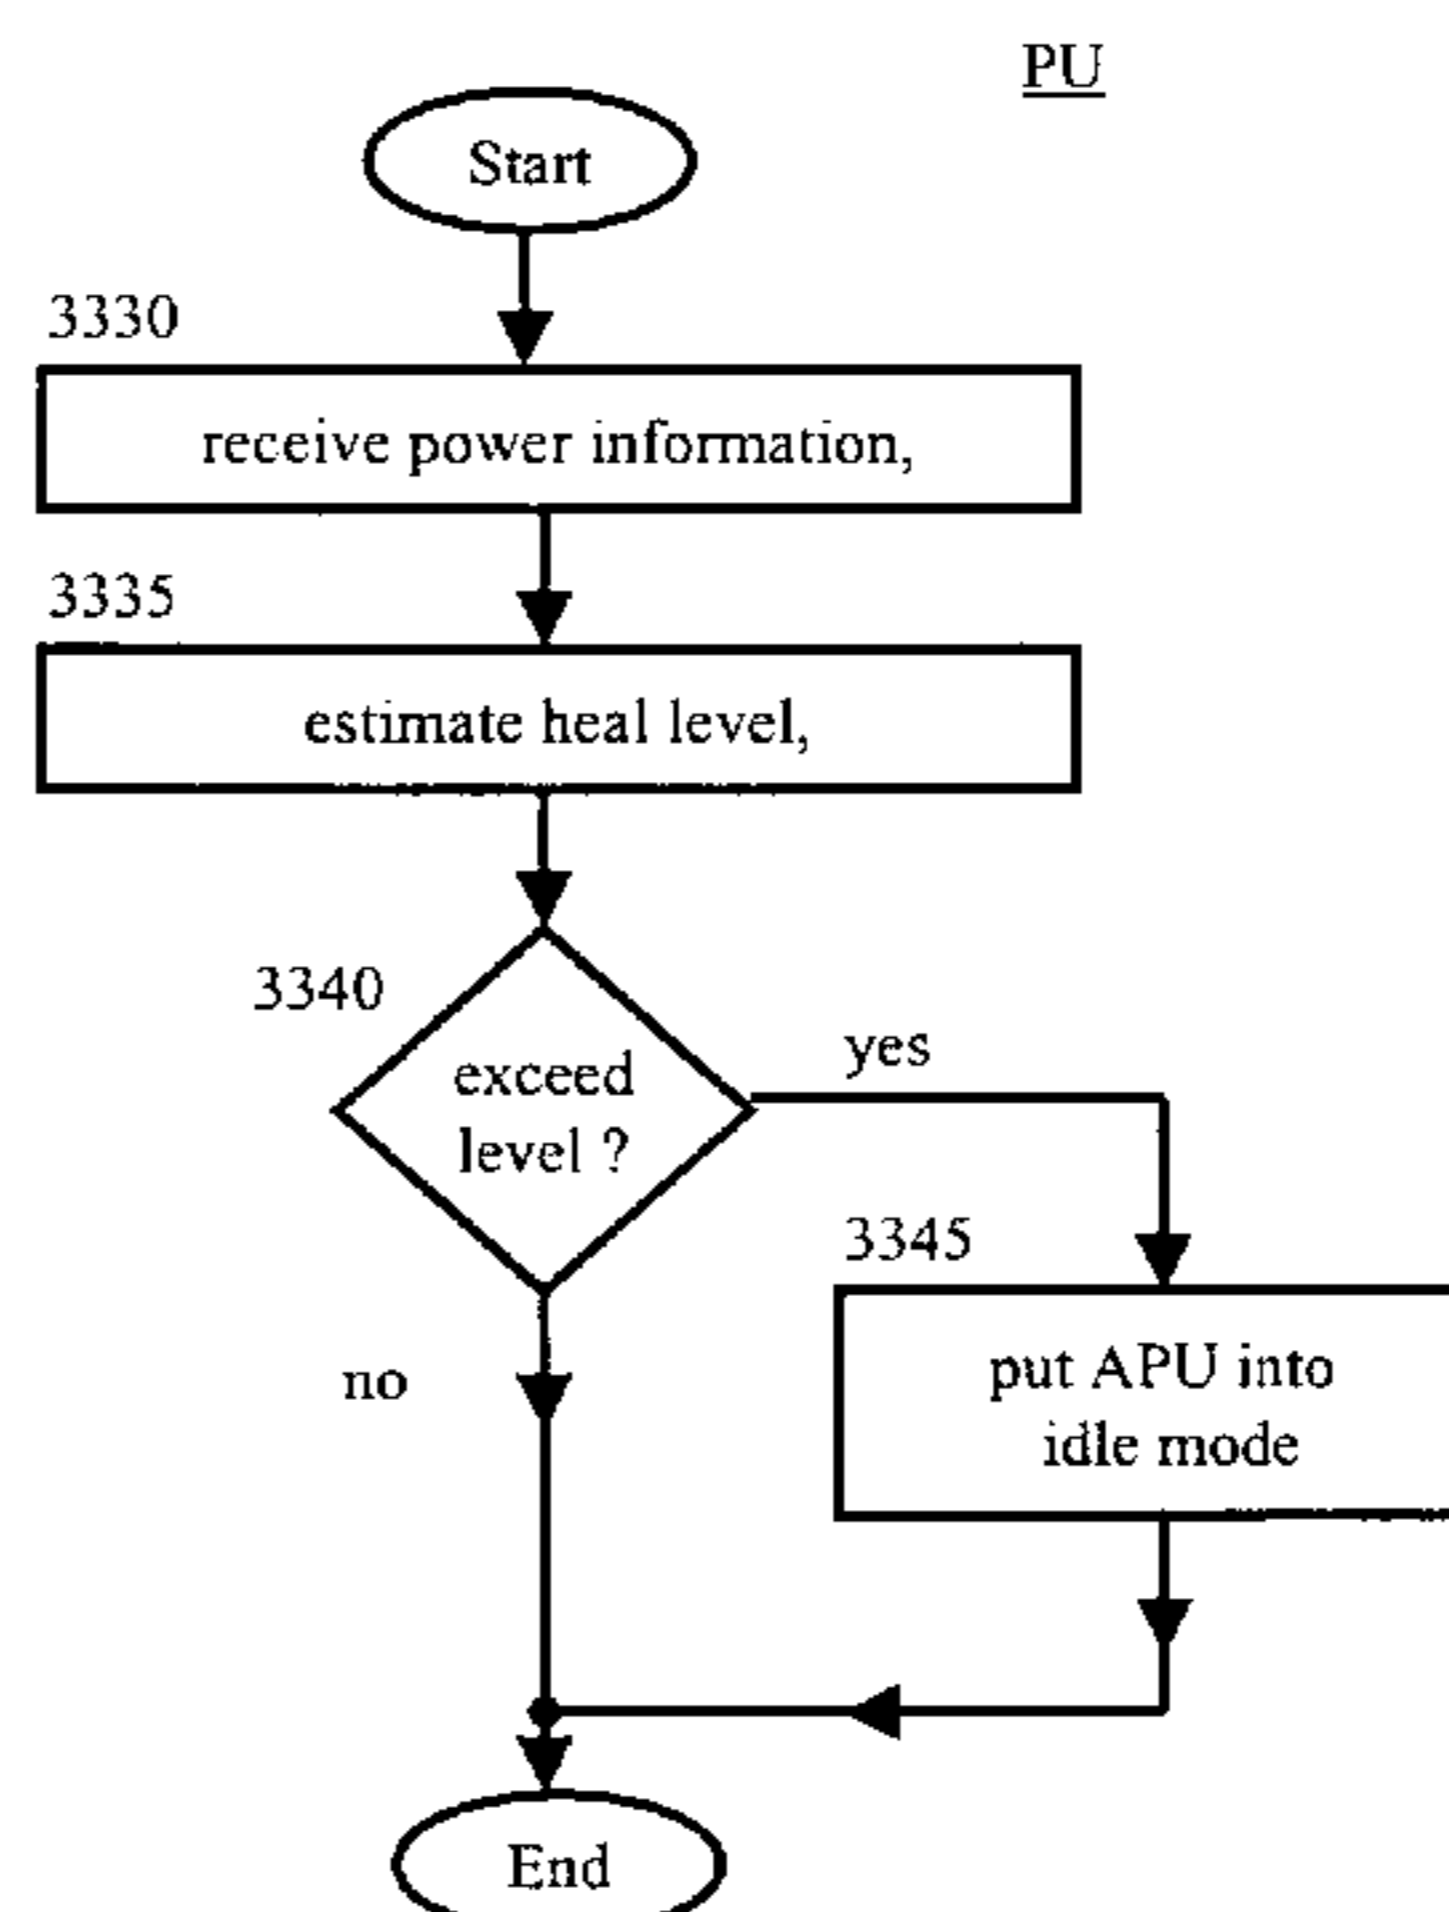 PU
Start
3330
receive power information,
3335
estimate heal level,
3340
exceed
level ?
yes
no
3345
put APU into
idle mode
End